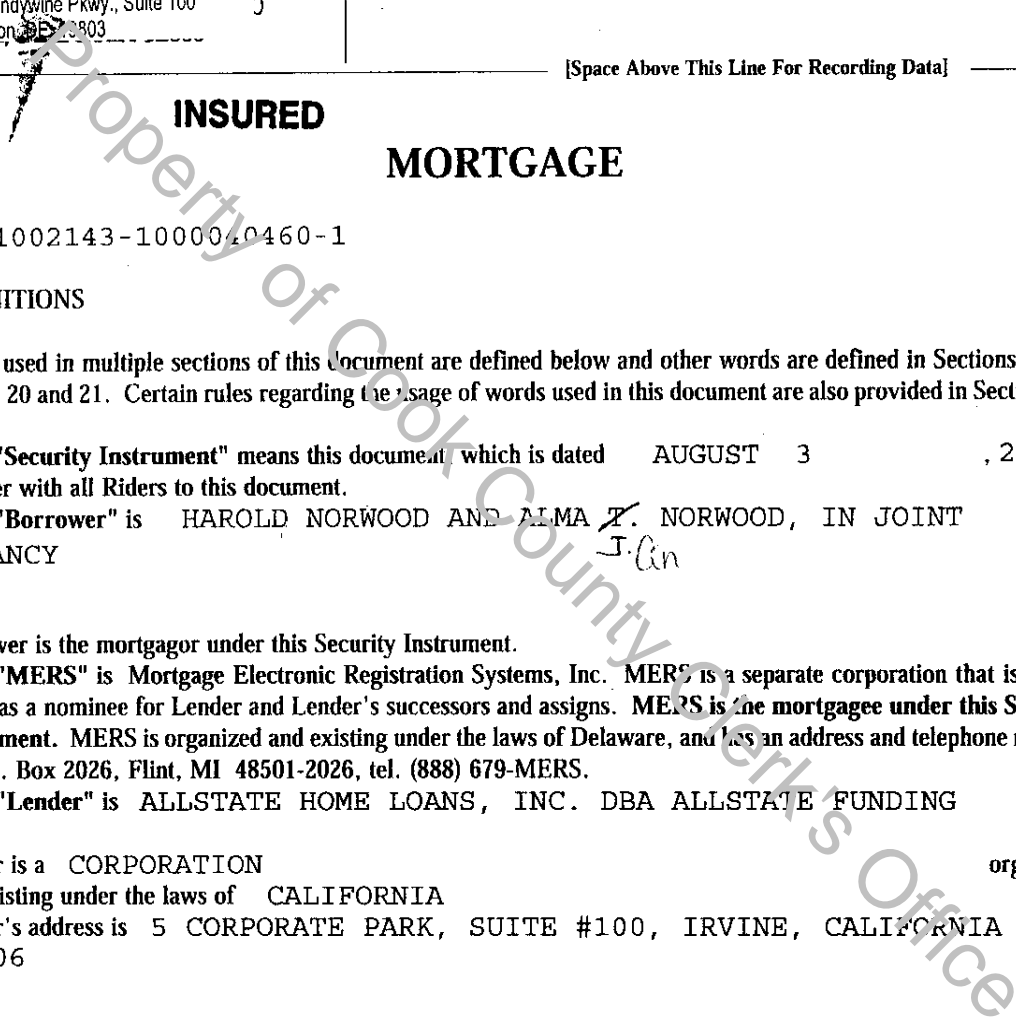 ndywine Pkwy., Suite 100
on, DE 19803
[Space Above This Line For Recording Data]
INSURED
MORTGAGE
1002143-1000040460-1
ITIONS
used in multiple sections of this document are defined below and other words are defined in Sections
20 and 21. Certain rules regarding the usage of words used in this document are also provided in Sect
"Security Instrument" means this document, which is dated AUGUST 3 , 2
er with all Riders to this document.
"Borrower" is HAROLD NORWOOD AND ALMA T. NORWOOD, IN JOINT
ANCY
J. an
wer is the mortgagor under this Security Instrument.
"MERS" is Mortgage Electronic Registration Systems, Inc. MERS is a separate corporation that is
as a nominee for Lender and Lender's successors and assigns. MERS is the mortgagee under this S
ment. MERS is organized and existing under the laws of Delaware, and has an address and telephone
. Box 2026, Flint, MI 48501-2026, tel. (888) 679-MERS.
"Lender" is ALLSTATE HOME LOANS, INC. DBA ALLSTATE FUNDING
r is a CORPORATION org
isting under the laws of CALIFORNIA
r's address is 5 CORPORATE PARK, SUITE #100, IRVINE, CALIFORNIA
06
Property of Cook County Clerk's Office